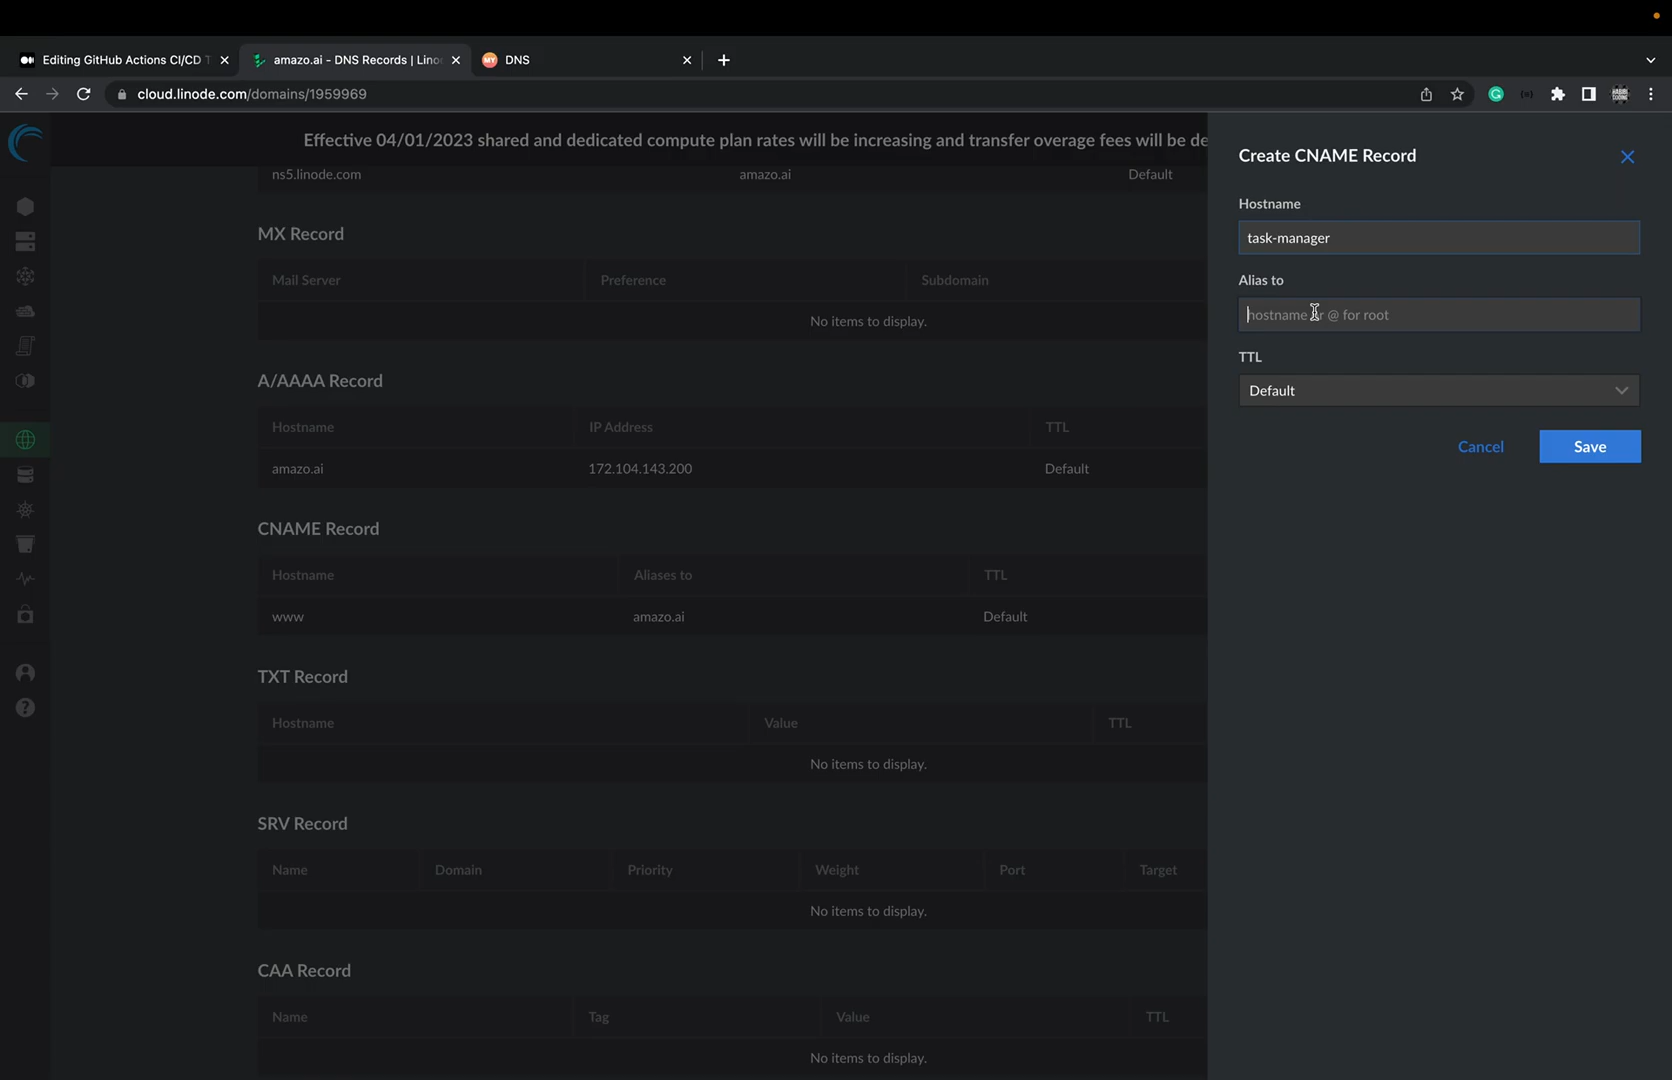 Editing GitHub Actions CI/CD T
amazo.ai - DNS Records | Lino
DNS
cloud.linode.com/domains/1959969
Effective 04/01/2023 shared and dedicated compute plan rates will be increasing and transfer overage fees will be de
ns5.linode.com amazo.ai Default
MX Record
Mail Server Preference Subdomain
No items to display.
A/AAAA Record
Hostname IP Address TTL
amazo.ai 172.104.143.200 Default
CNAME Record
Hostname Aliases to TTL
www amazo.ai Default
TXT Record
Hostname Value TTL
No items to display.
SRV Record
Name Domain Priority Weight Port Target
No items to display.
CAA Record
Name Tag Value TTL
No items to display.
Create CNAME Record
Hostname
task-manager
Alias to
hostname or @ for root
TTL
Default
Cancel Save